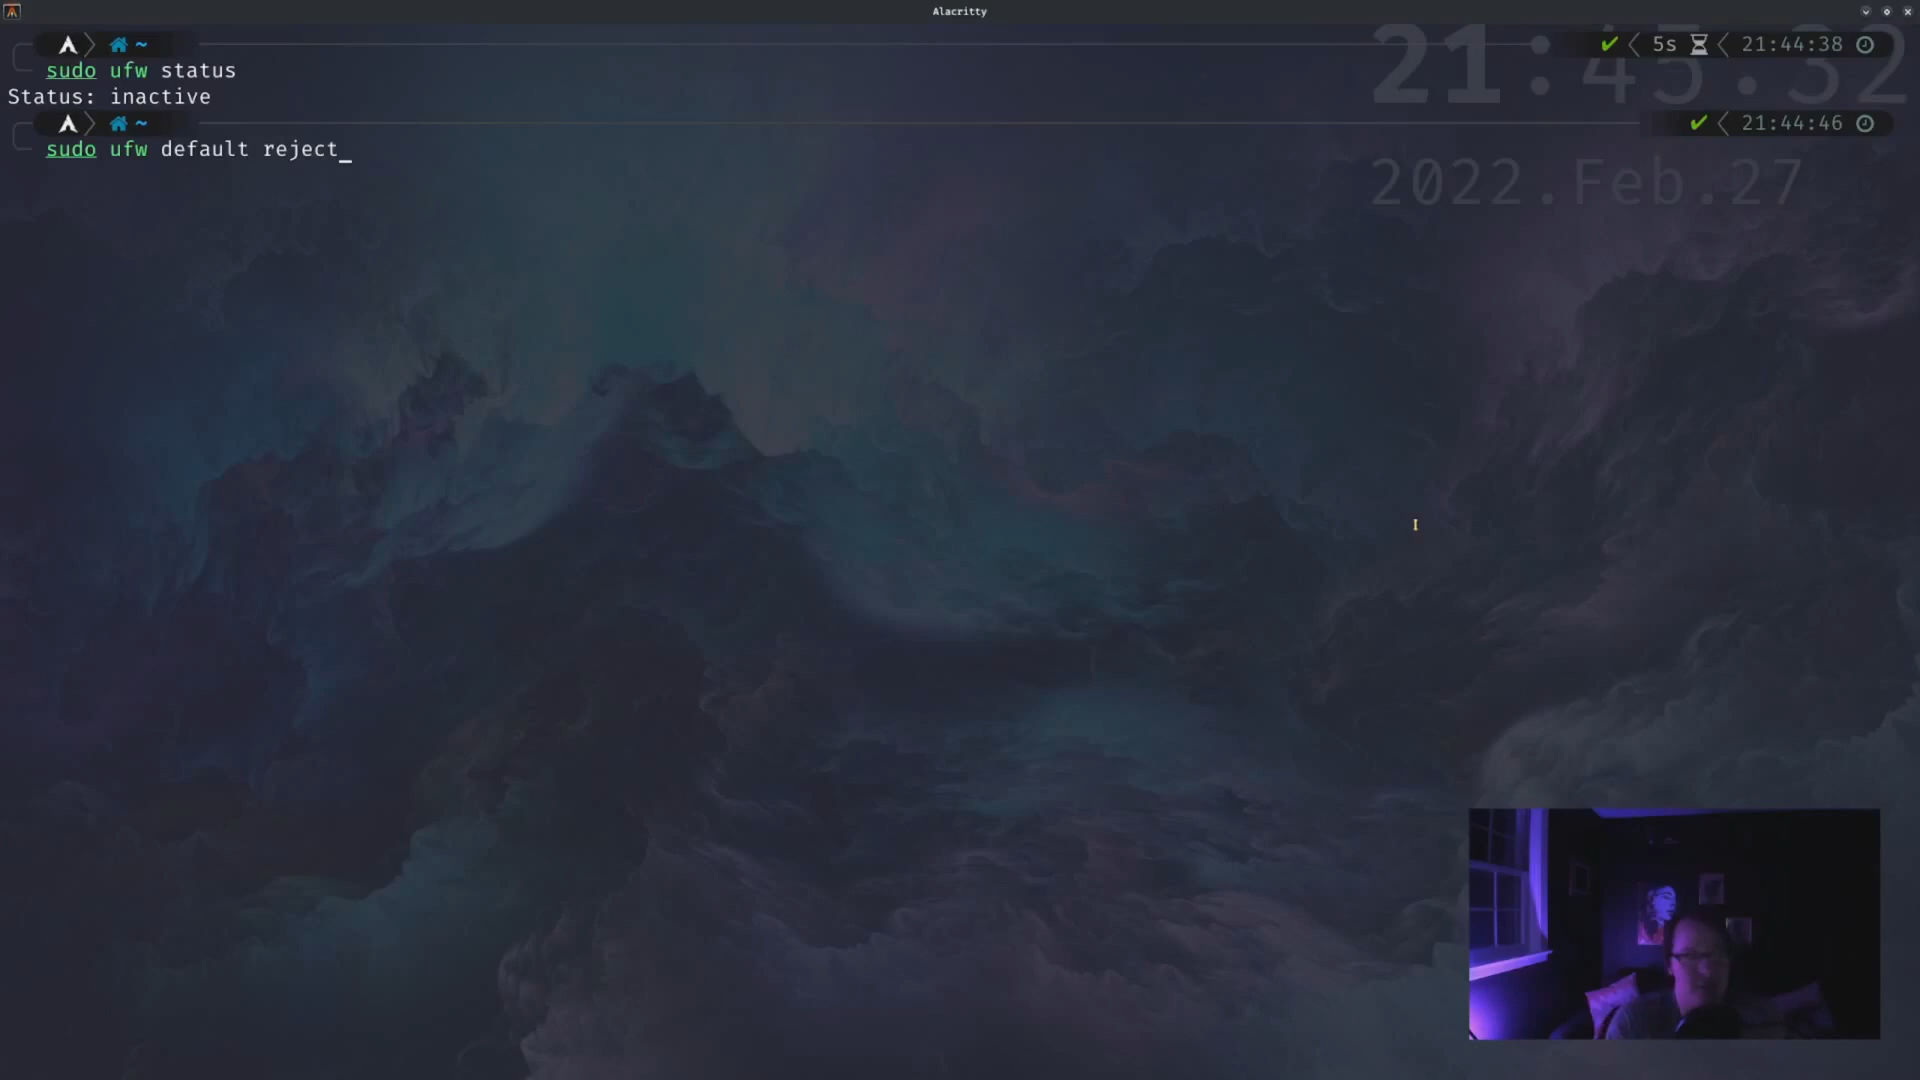 Alacritty
~ 5s 21:44:38
21:45:32
sudo ufw status
Status: inactive
~ 21:44:46
sudo ufw default reject_
2022.Feb.27